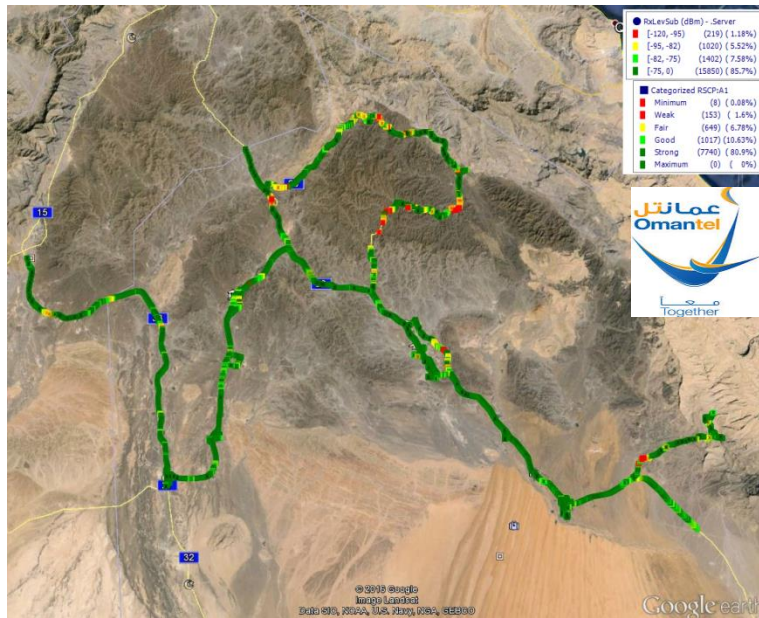 RxLevSub (dBm) - .Server
[-120, -95) (219) ( 1.18%)
[-95, -82) (1020) ( 5.52%)
[-82, -75) (1402) ( 7.58%)
[-75, 0) (15850) ( 85.7%)
Categorized RSCP:A1
Minimum (8) ( 0.08%)
Weak (153) ( 1.6%)
Fair (649) ( 6.78%)
Good (1017) (10.63%)
Strong (7740) ( 80.9%)
Maximum (0) ( 0%)
عمانتل
Omantel
معـــاً
Together
15
32
© 2016 Google
Image Landsat
Data SIO, NOAA, U.S. Navy, NGA, GEBCO
Google earth